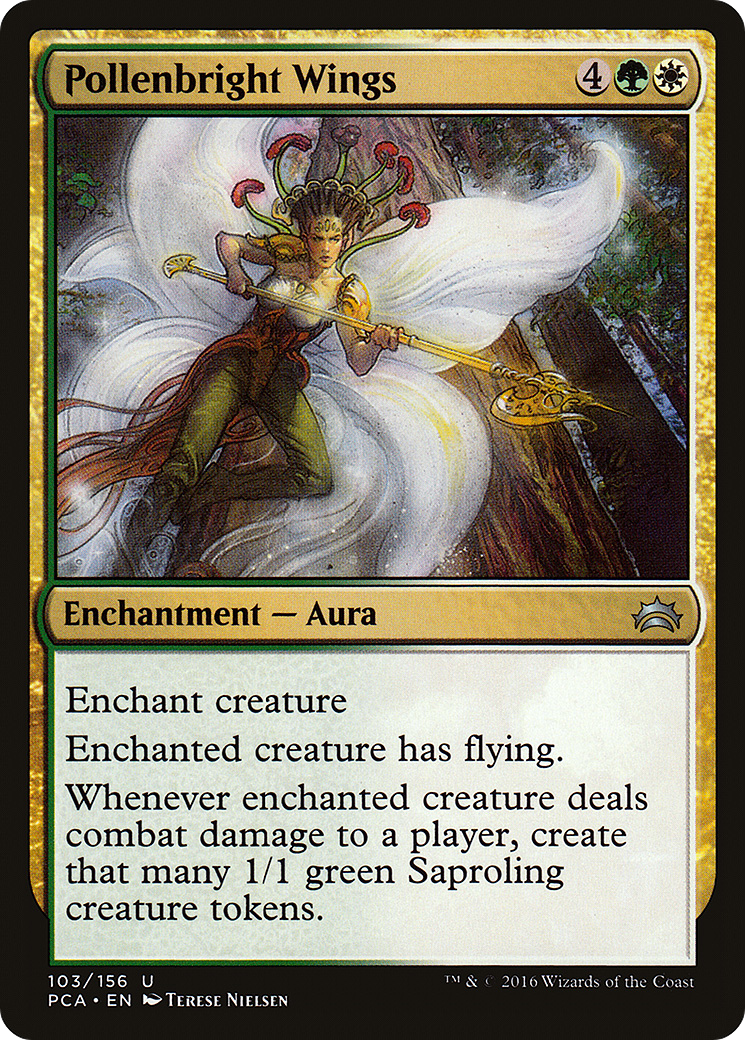 Pollenbright Wings 4
Enchantment — Aura
Enchant creature
Enchanted creature has flying.
Whenever enchanted creature deals
combat damage to a player, create
that many 1/1 green Saproling
creature tokens.
103/156 U
™ & © 2016 Wizards of the Coast
PCA • EN Terese Nielsen